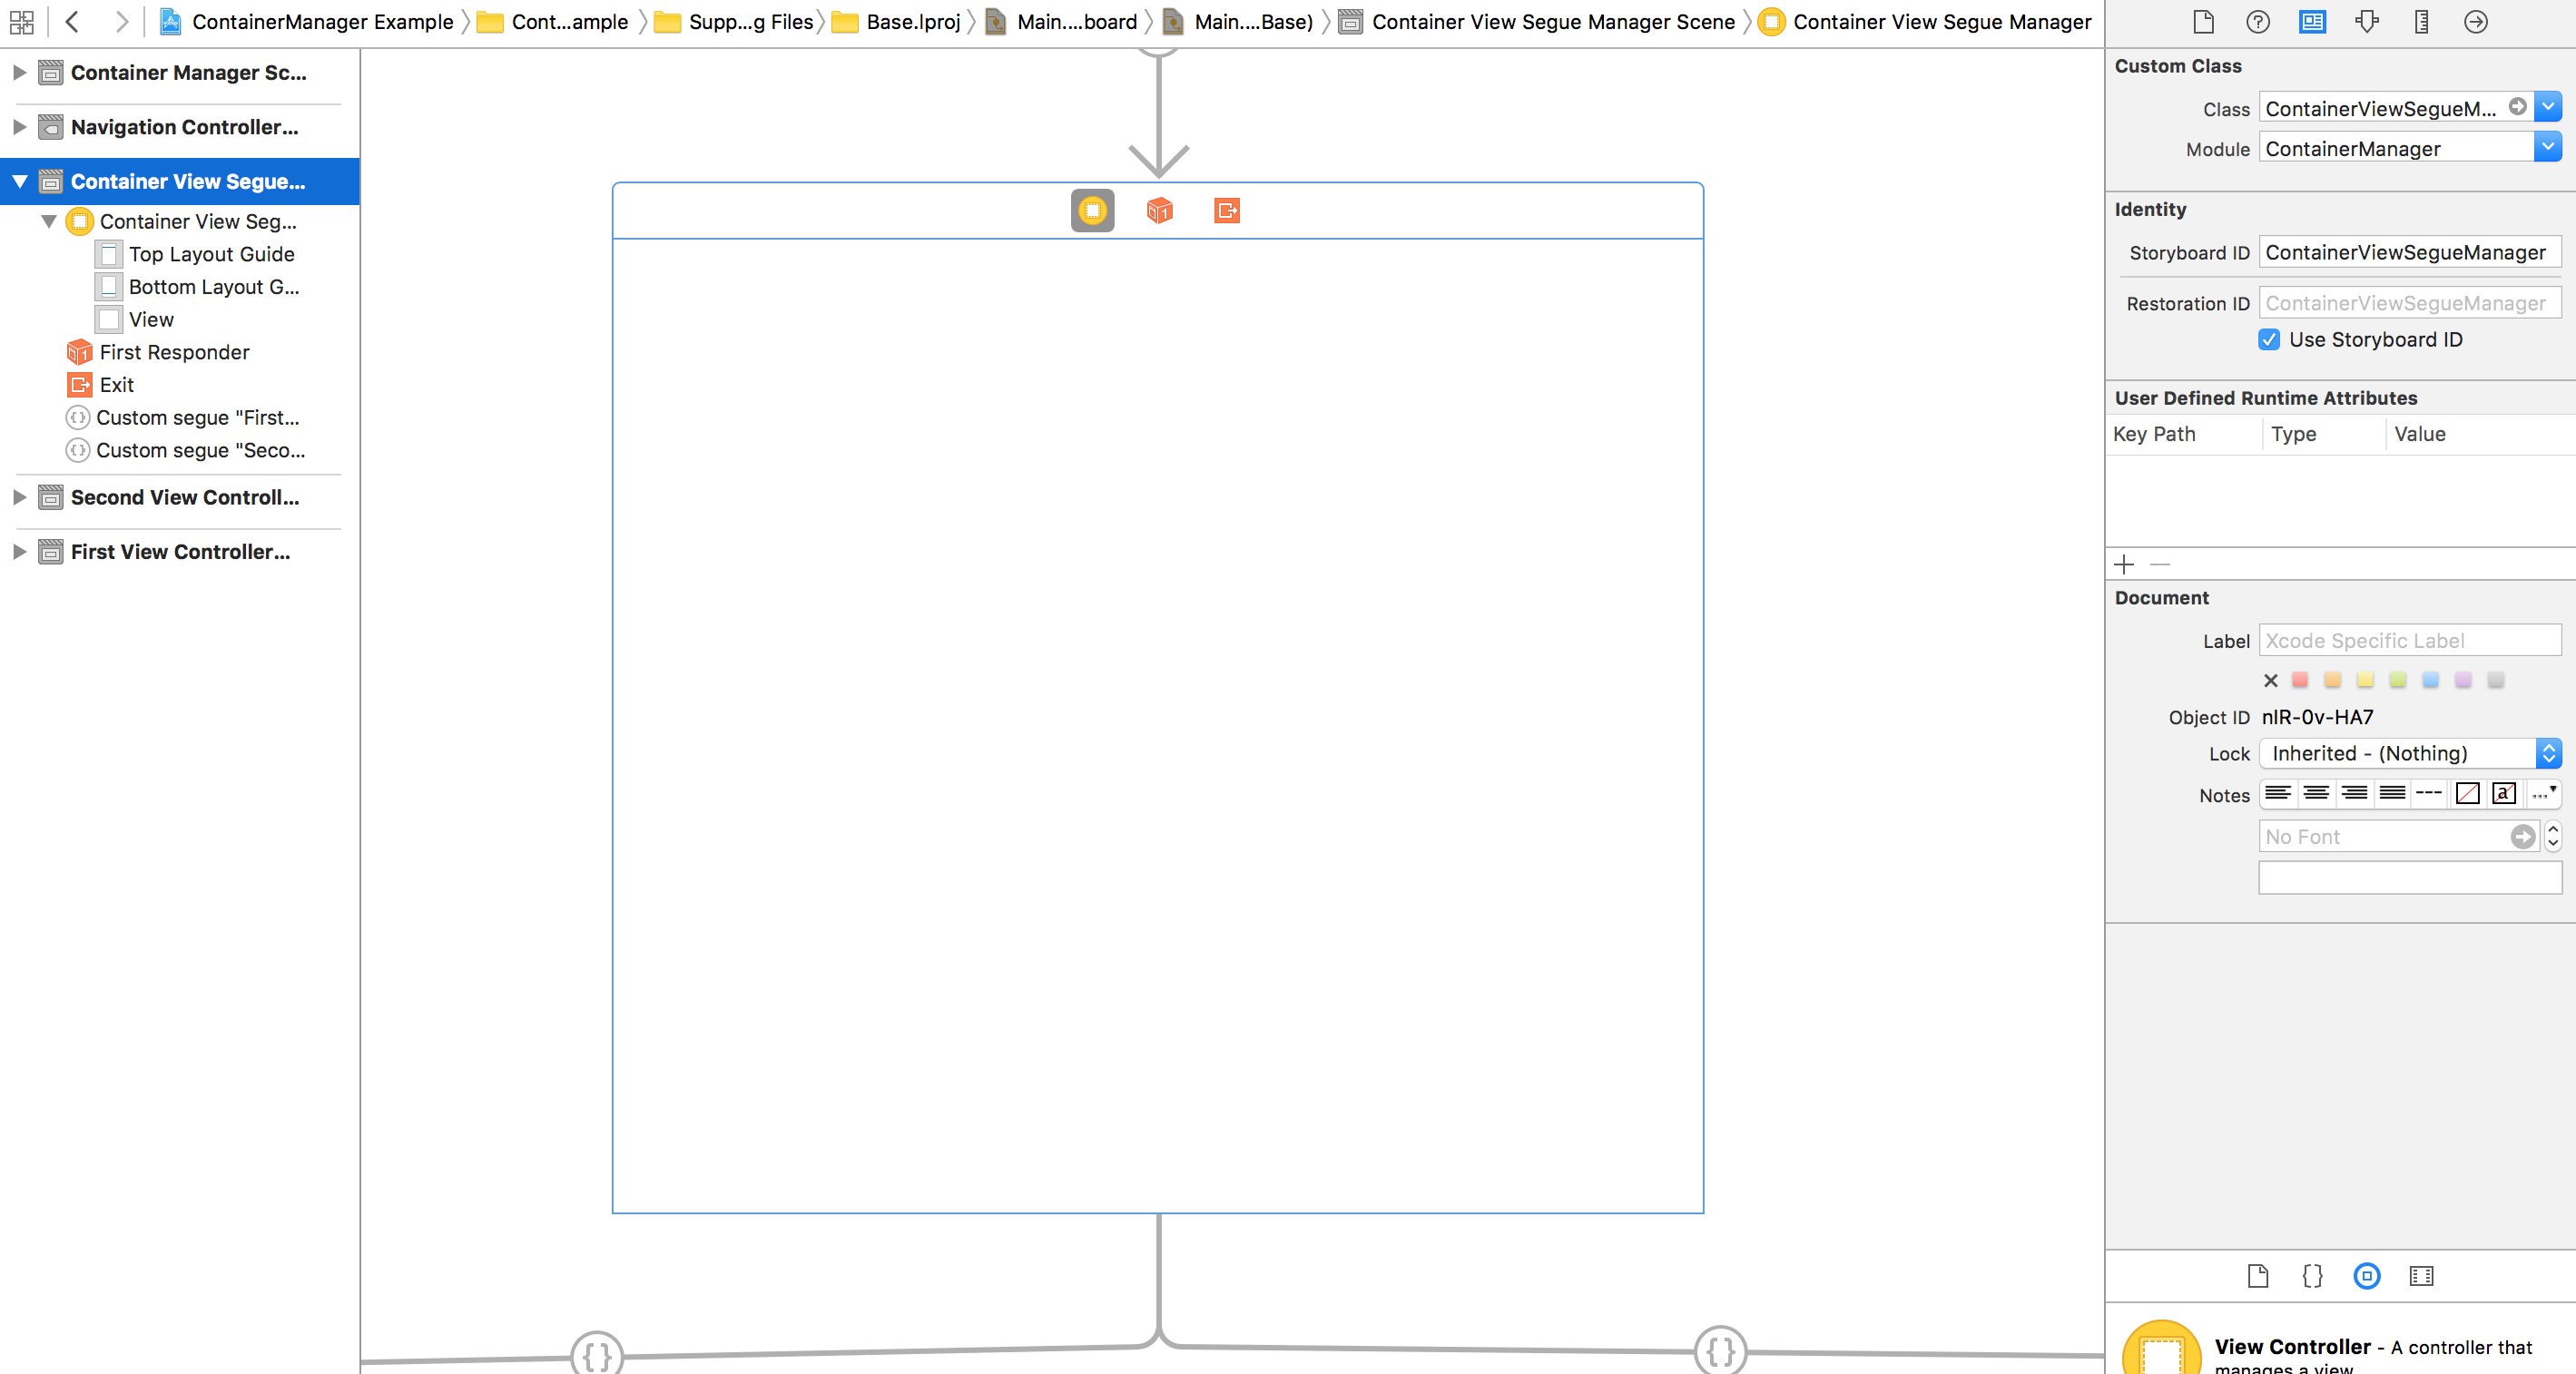 ContainerManager Example Cont...ample Supp...g Files Base.lproj Main....board Main....Base) Container View Segue Manager Scene Container View Segue Manager
Container Manager Sc...
Navigation Controller...
Container View Segue...
Container View Seg...
Top Layout Guide
Bottom Layout G...
View
First Responder
Exit
Custom segue "First...
Custom segue "Seco...
Second View Controll...
First View Controller...
Custom Class
Class ContainerViewSegueM...
Module ContainerManager
Identity
Storyboard ID ContainerViewSegueManager
Restoration ID ContainerViewSegueManager
Use Storyboard ID
User Defined Runtime Attributes
Key Path Type Value
Document
Label Xcode Specific Label
Object ID nIR-0v-HA7
Lock Inherited - (Nothing)
Notes
No Font
View Controller - A controller that
manages a view